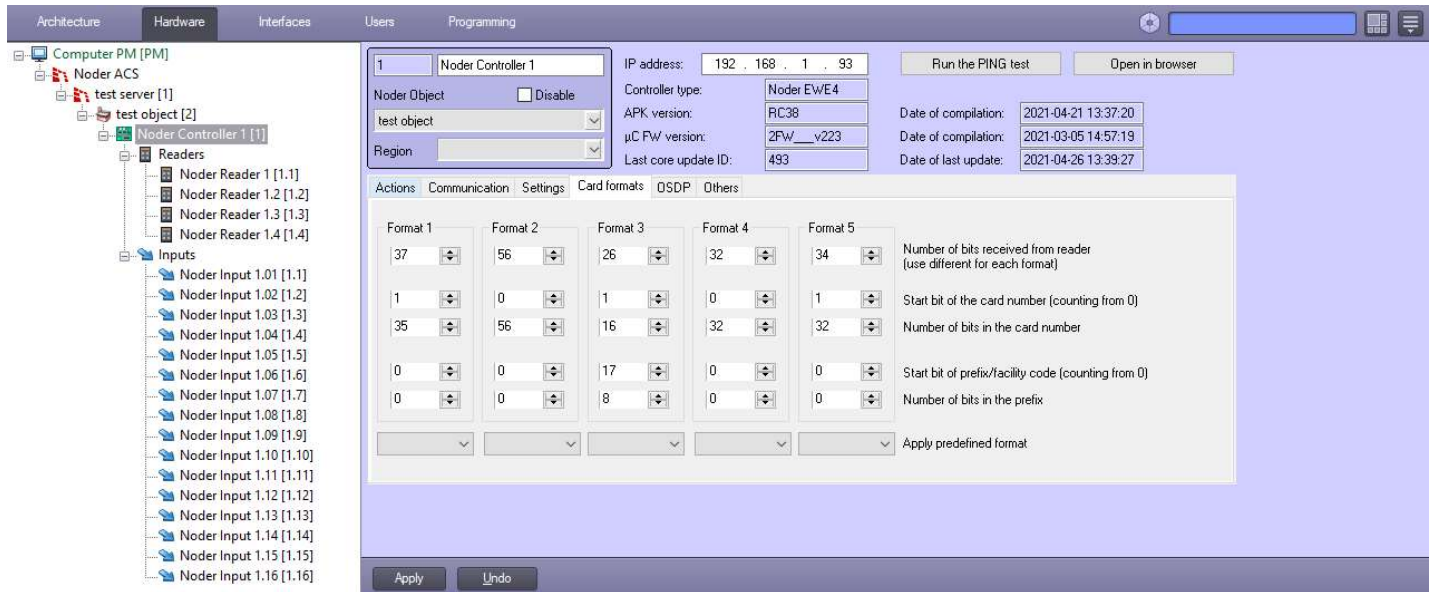 Architecture Hardware Interfaces Users Programming
Computer PM [PM]
Noder ACS
test server [1]
test object [2]
Noder Controller 1 [1]
Readers
Noder Reader 1 [1.1]
Noder Reader 1.2 [1.2]
Noder Reader 1.3 [1.3]
Noder Reader 1.4 [1.4]
Inputs
Noder Input 1.01 [1.1]
Noder Input 1.02 [1.2]
Noder Input 1.03 [1.3]
Noder Input 1.04 [1.4]
Noder Input 1.05 [1.5]
Noder Input 1.06 [1.6]
Noder Input 1.07 [1.7]
Noder Input 1.08 [1.8]
Noder Input 1.09 [1.9]
Noder Input 1.10 [1.10]
Noder Input 1.11 [1.11]
Noder Input 1.12 [1.12]
Noder Input 1.13 [1.13]
Noder Input 1.14 [1.14]
Noder Input 1.15 [1.15]
Noder Input 1.16 [1.16]
1 Noder Controller 1
Noder Object Disable
test object
Region
IP address: 192 . 168 . 1 . 93 Run the PING test Open in browser
Controller type: Noder EWE4
APK version: RC38 Date of compilation: 2021-04-21 13:37:20
µC FW version: 2FW___v223 Date of compilation: 2021-03-05 14:57:19
Last core update ID: 493 Date of last update: 2021-04-26 13:39:27
Actions Communication Settings Card formats OSDP Others
Format 1 Format 2 Format 3 Format 4 Format 5
37 56 26 32 34 Number of bits received from reader
(use different for each format)
1 0 1 0 1 Start bit of the card number (counting from 0)
35 56 16 32 32 Number of bits in the card number
0 0 17 0 0 Start bit of prefix/facility code (counting from 0)
0 0 8 0 0 Number of bits in the prefix
Apply predefined format
Apply Undo